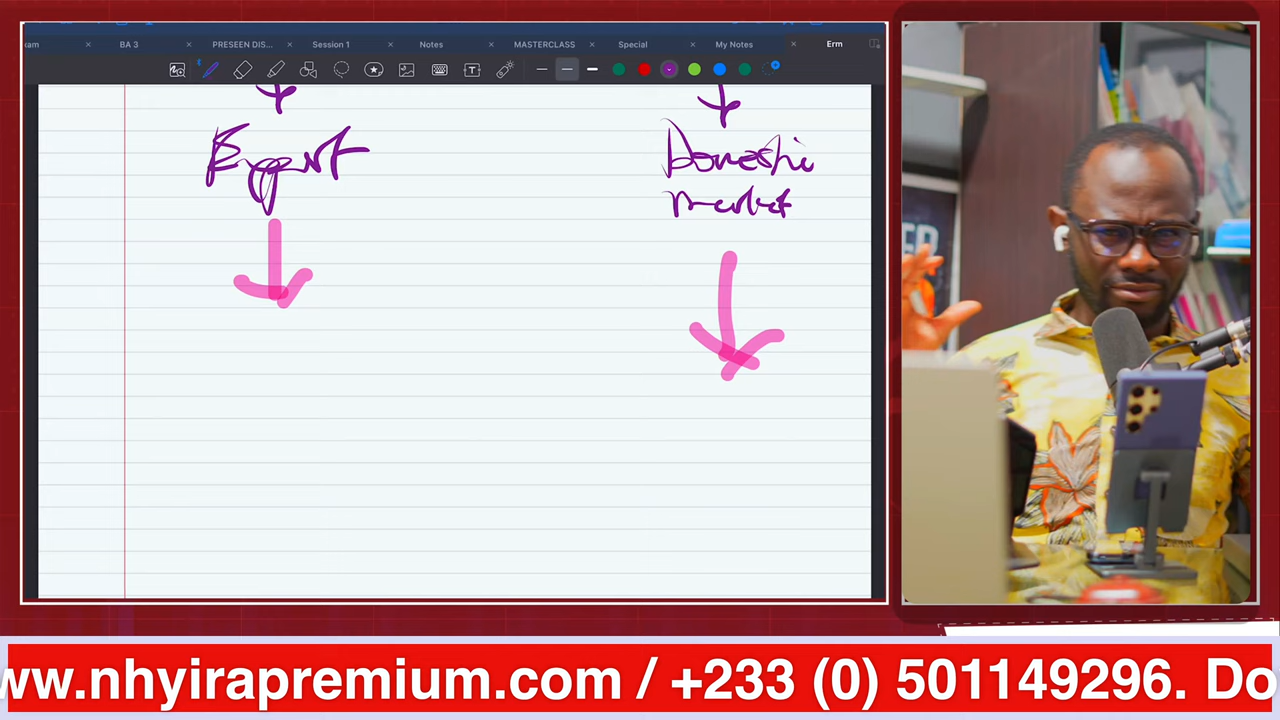 am
BA 3
PRESEEN DIS...
Session 1
Notes
MASTERCLASS
Special
My Notes
Erm
Export
Domestic
market
ww.nhyirapremium.com / +233 (0) 501149296. Do